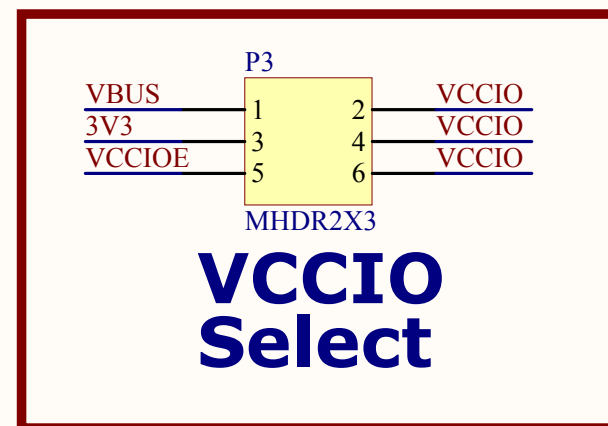 P3
VBUS 1 2 VCCIO
3V3 3 4 VCCIO
VCCIOE 5 6 VCCIO
MHDR2X3
VCCIO
Select